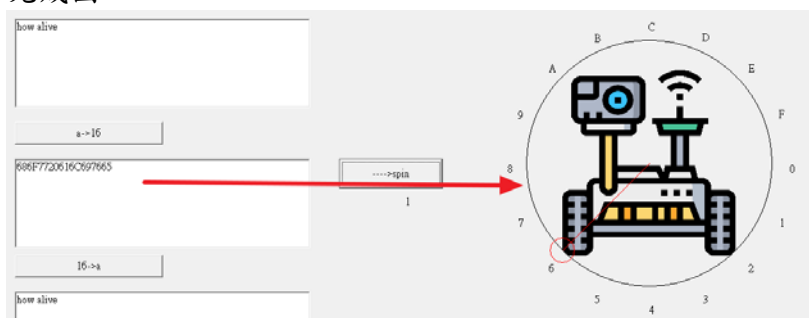 how alive
a->16
686F7720616C697665
---->spin
1
16->a
how alive
C
B
D
A
E
9
F
8
0
7
1
6
2
5
3
4